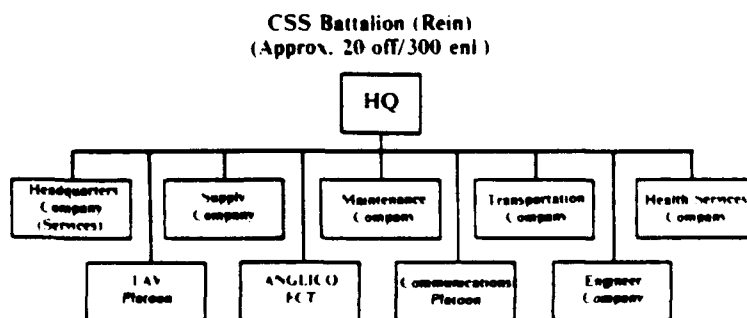 CSS Battalion (Rein)
(Approx. 20 off/300 enl)
HQ
Headquarters
Company
(Services)
Supply
Company
Maintenance
Company
Transportation
Company
Health Services
Company
LAV
Platoon
ANGLICO
FCT
Communications
Platoon
Engineer
Company